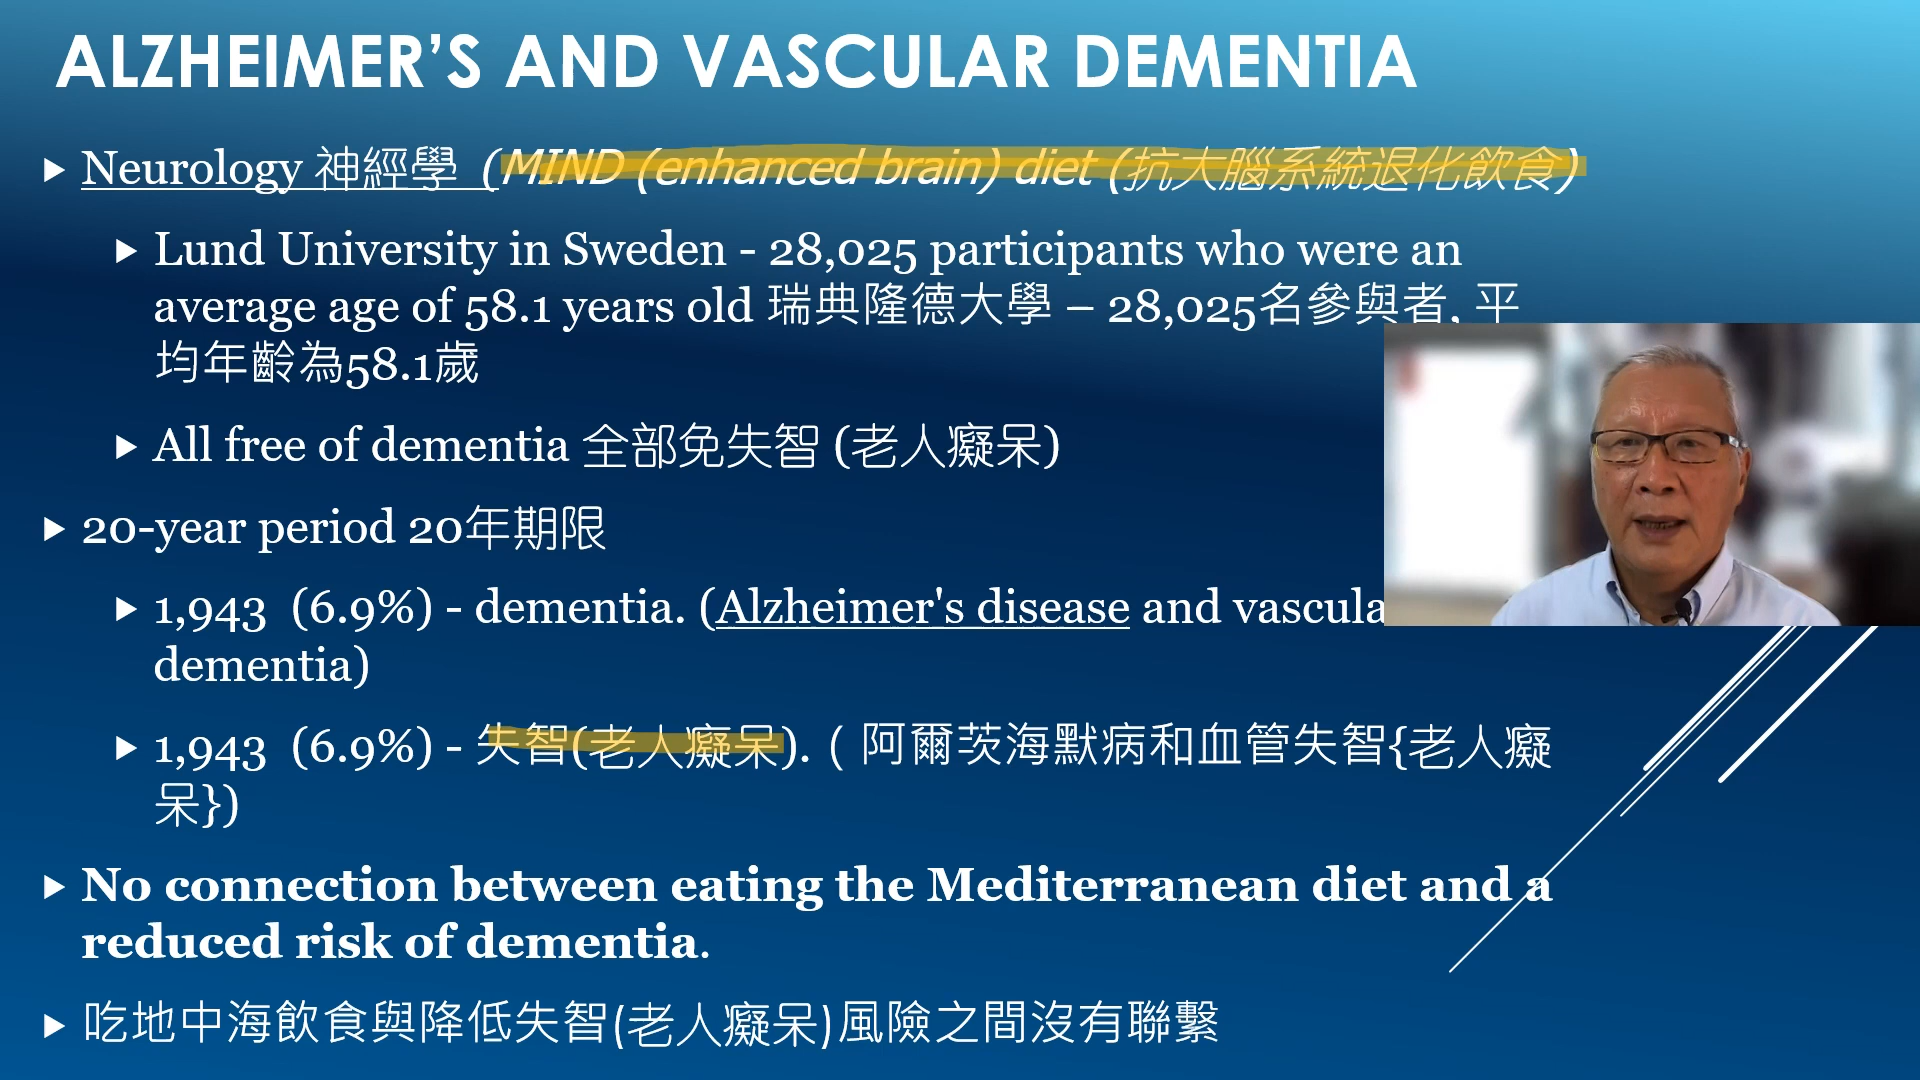 ALZHEIMER’S AND VASCULAR DEMENTIA
Neurology 神經學 (MIND (enhanced brain) diet (抗大腦系統退化飲食)
Lund University in Sweden - 28,025 participants who were an
average age of 58.1 years old 瑞典隆德大學 – 28,025名參與者, 平
均年齡為58.1歲
All free of dementia 全部免失智 (老人癡呆)
20-year period 20年期限
1,943 (6.9%) - dementia. (Alzheimer's disease and vascula
dementia)
1,943 (6.9%) - 失智(老人癡呆). ( 阿爾茨海默病和血管失智{老人癡
呆})
No connection between eating the Mediterranean diet and a
reduced risk of dementia.
吃地中海飲食與降低失智(老人癡呆)風險之間沒有聯繫